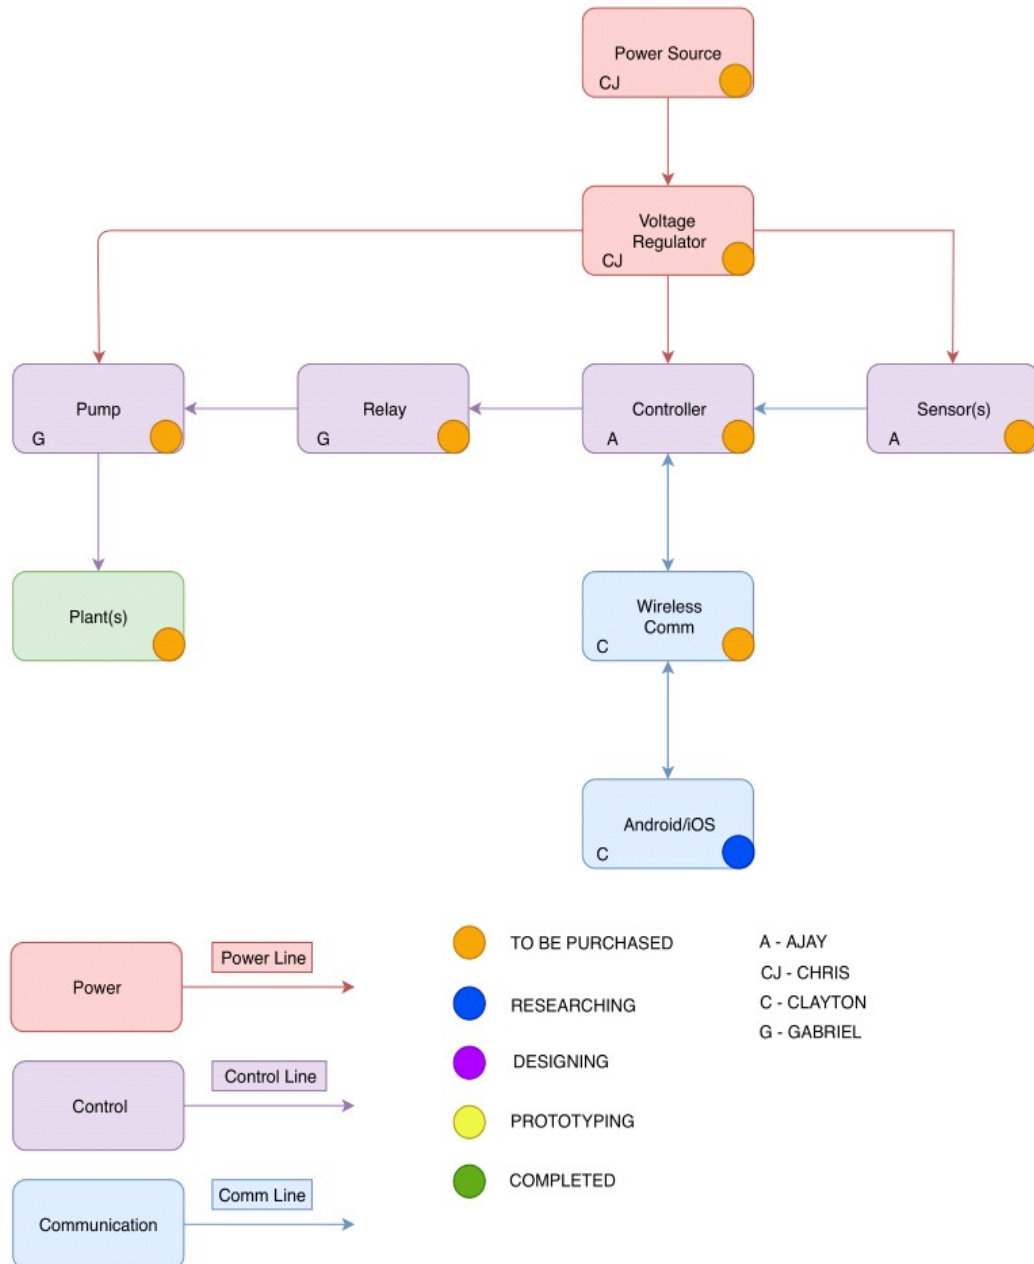 Power Source
CJ
Voltage
Regulator
CJ
Pump
G
Relay
G
Controller
A
Sensor(s)
A
Plant(s)
Wireless
Comm
C
Android/iOS
C
Power
Power Line
Control
Control Line
Communication
Comm Line
TO BE PURCHASED
RESEARCHING
DESIGNING
PROTOTYPING
COMPLETED
A - AJAY
CJ - CHRIS
C - CLAYTON
G - GABRIEL